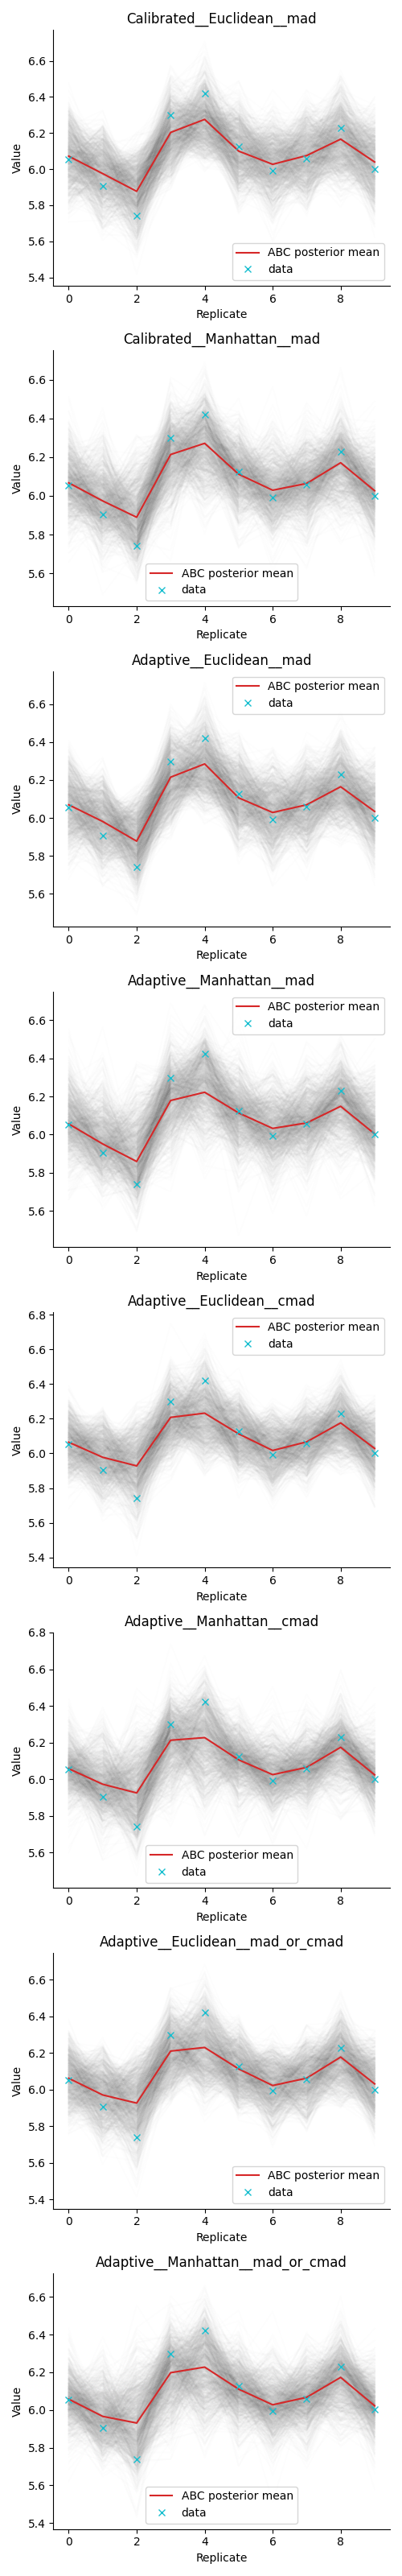 Calibrated__Euclidean__mad
6.6
6.4
6.2
6.0
5.8
5.6
5.4
Value
ABC posterior mean
data
0 2 4 6 8
Replicate
Calibrated__Manhattan__mad
6.6
6.4
6.2
6.0
5.8
5.6
Value
ABC posterior mean
data
0 2 4 6 8
Replicate
Adaptive__Euclidean__mad
6.6
6.4
6.2
6.0
5.8
5.6
Value
ABC posterior mean
data
0 2 4 6 8
Replicate
Adaptive__Manhattan__mad
6.6
6.4
6.2
6.0
5.8
5.6
Value
ABC posterior mean
data
0 2 4 6 8
Replicate
Adaptive__Euclidean__cmad
6.8
6.6
6.4
6.2
6.0
5.8
5.6
5.4
Value
ABC posterior mean
data
0 2 4 6 8
Replicate
Adaptive__Manhattan__cmad
6.8
6.6
6.4
6.2
6.0
5.8
5.6
Value
ABC posterior mean
data
0 2 4 6 8
Replicate
Adaptive__Euclidean__mad_or_cmad
6.6
6.4
6.2
6.0
5.8
5.6
5.4
Value
ABC posterior mean
data
0 2 4 6 8
Replicate
Adaptive__Manhattan__mad_or_cmad
6.6
6.4
6.2
6.0
5.8
5.6
5.4
Value
ABC posterior mean
data
0 2 4 6 8
Replicate